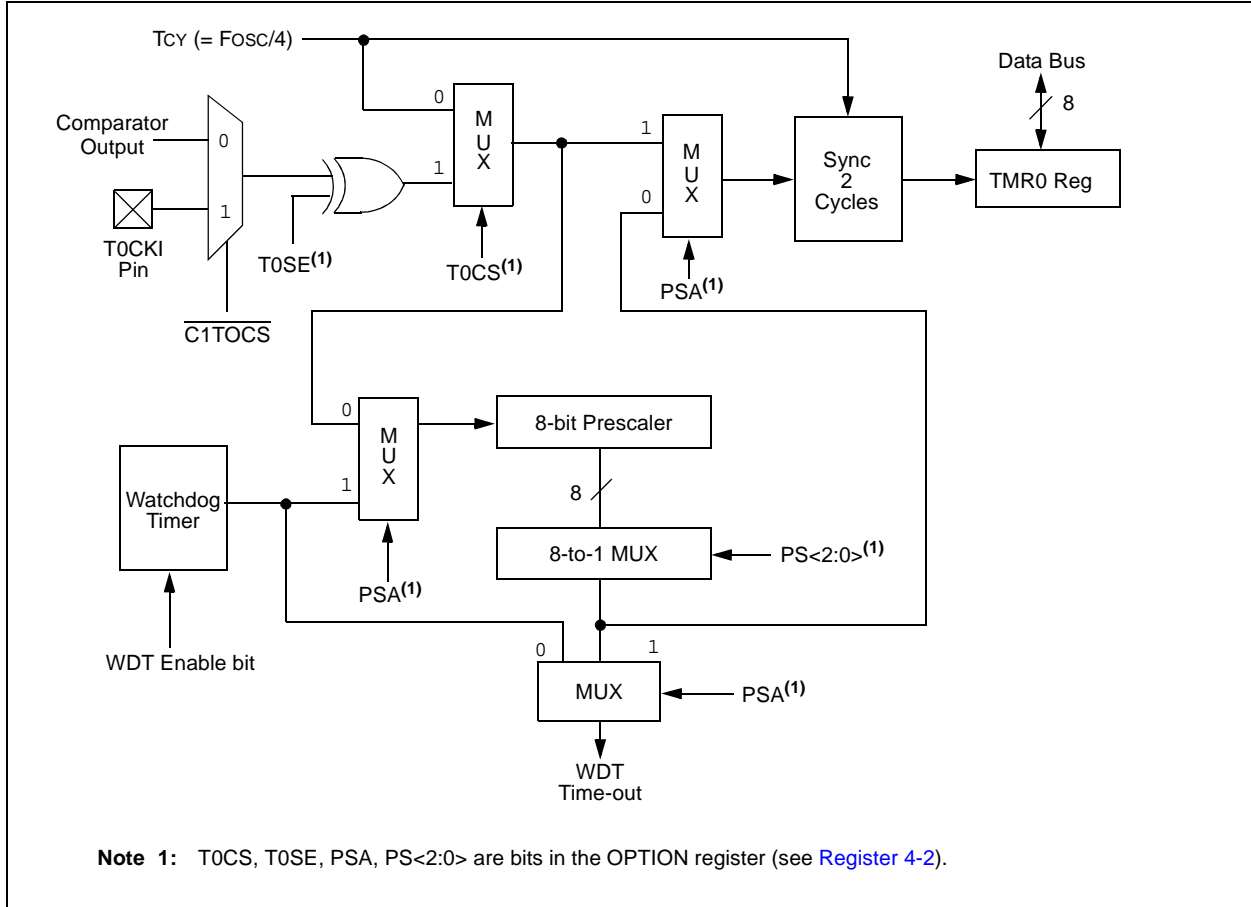 TCY (= FOSC/4)
Data Bus
8
Comparator
Output
0
1
T0CKI
Pin
C1TOCS
T0SE(1)
0
1
MUX
T0CS(1)
1
0
MUX
PSA(1)
Sync
2
Cycles
TMR0 Reg
Watchdog
Timer
WDT Enable bit
0
1
MUX
PSA(1)
8-bit Prescaler
8
8-to-1 MUX
PS<2:0>(1)
0
1
MUX
PSA(1)
WDT
Time-out
Note 1: T0CS, T0SE, PSA, PS<2:0> are bits in the OPTION register (see Register 4-2).